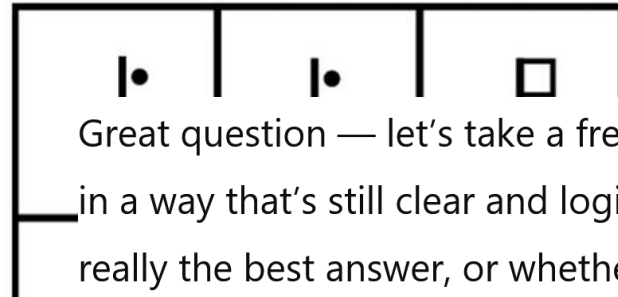 Great question — let's take a
in a way that's still clear and
really the best answer, or